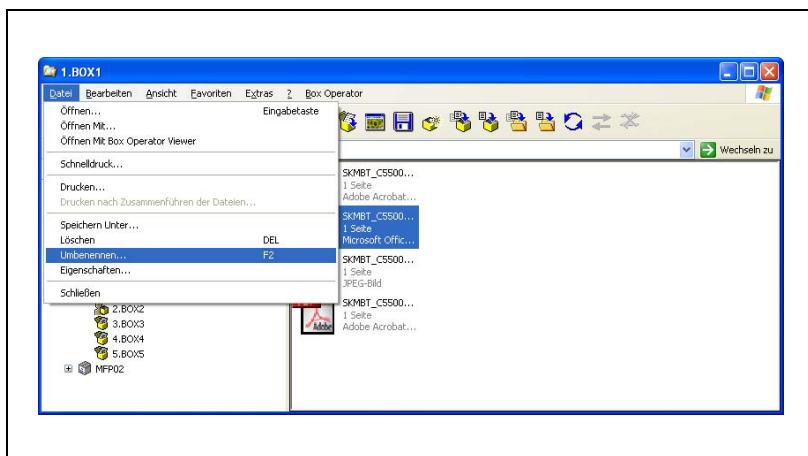 1.BOX1
Datei Bearbeiten Ansicht Favoriten Extras ? Box Operator
Öffnen... Eingabetaste
Öffnen Mit...
Öffnen Mit Box Operator Viewer
Schnelldruck...
Drucken...
Drucken nach Zusammenführen der Dateien...
Speichern Unter...
Löschen DEL
Umbenennen... F2
Eigenschaften...
Schließen
2.BOX2
3.BOX3
4.BOX4
5.BOX5
MFP02
Wechseln zu
SKMBT_C5500...
1 Seite
Adobe Acrobat...
SKMBT_C5500...
1 Seite
Microsoft Offic...
SKMBT_C5500...
1 Seite
JPEG-Bild
SKMBT_C5500...
1 Seite
Adobe Acrobat...
Adobe